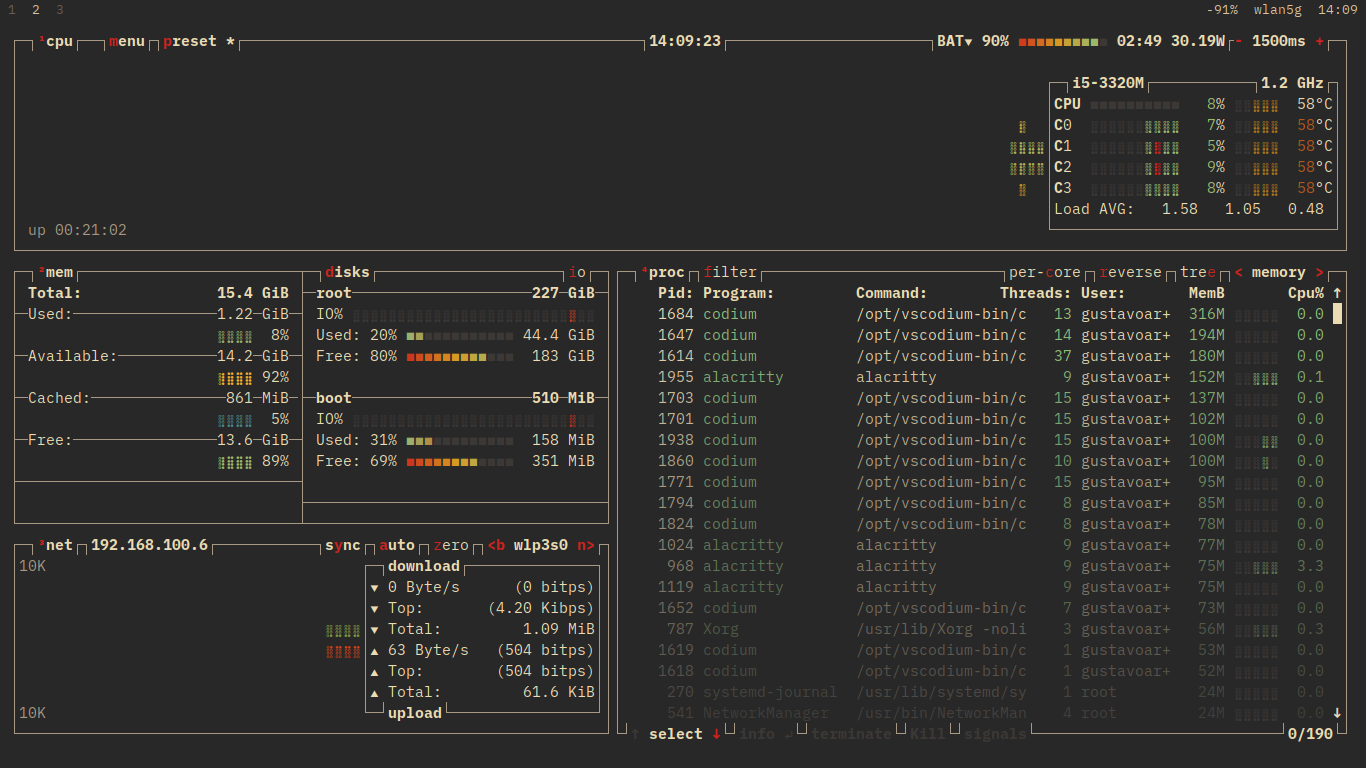 1 2 3 -91% wlan5g 14:09
¹cpu menu preset * 14:09:23 BAT▼ 90% 02:49 30.19W - 1500ms +
i5-3320M 1.2 GHz
CPU 8% 58°C
C0 7% 58°C
C1 5% 58°C
C2 9% 58°C
C3 8% 58°C
Load AVG: 1.58 1.05 0.48
up 00:21:02
²mem
Total: 15.4 GiB
Used: 1.22 GiB
8%
Available: 14.2 GiB
92%
Cached: 861 MiB
5%
Free: 13.6 GiB
89%
disks io
root 227 GiB
IO%
Used: 20% 44.4 GiB
Free: 80% 183 GiB
boot 510 MiB
IO%
Used: 31% 158 MiB
Free: 69% 351 MiB
³net 192.168.100.6 sync auto zero <b wlp3s0 n>
10K
download
▼ 0 Byte/s (0 bitps)
▼ Top: (4.20 Kibps)
▼ Total: 1.09 MiB
▲ 63 Byte/s (504 bitps)
▲ Top: (504 bitps)
▲ Total: 61.6 KiB
upload
10K
⁴proc filter per-core reverse tree < memory >
Pid: Program: Command: Threads: User: MemB Cpu% ↑
1684 codium /opt/vscodium-bin/c 13 gustavoar+ 316M 0.0
1647 codium /opt/vscodium-bin/c 14 gustavoar+ 194M 0.0
1614 codium /opt/vscodium-bin/c 37 gustavoar+ 180M 0.0
1955 alacritty alacritty 9 gustavoar+ 152M 0.1
1703 codium /opt/vscodium-bin/c 15 gustavoar+ 137M 0.0
1701 codium /opt/vscodium-bin/c 15 gustavoar+ 102M 0.0
1938 codium /opt/vscodium-bin/c 15 gustavoar+ 100M 0.0
1860 codium /opt/vscodium-bin/c 10 gustavoar+ 100M 0.0
1771 codium /opt/vscodium-bin/c 15 gustavoar+ 95M 0.0
1794 codium /opt/vscodium-bin/c 8 gustavoar+ 85M 0.0
1824 codium /opt/vscodium-bin/c 8 gustavoar+ 78M 0.0
1024 alacritty alacritty 9 gustavoar+ 77M 0.0
968 alacritty alacritty 9 gustavoar+ 75M 3.3
1119 alacritty alacritty 9 gustavoar+ 75M 0.0
1652 codium /opt/vscodium-bin/c 7 gustavoar+ 73M 0.0
787 Xorg /usr/lib/Xorg -noli 3 gustavoar+ 56M 0.3
1619 codium /opt/vscodium-bin/c 1 gustavoar+ 53M 0.0
1618 codium /opt/vscodium-bin/c 1 gustavoar+ 52M 0.0
270 systemd-journal /usr/lib/systemd/sy 1 root 24M 0.0
541 NetworkManager /usr/bin/NetworkMan 4 root 24M 0.0 ↓
↑ select ↓ info ↲ terminate Kill signals 0/190